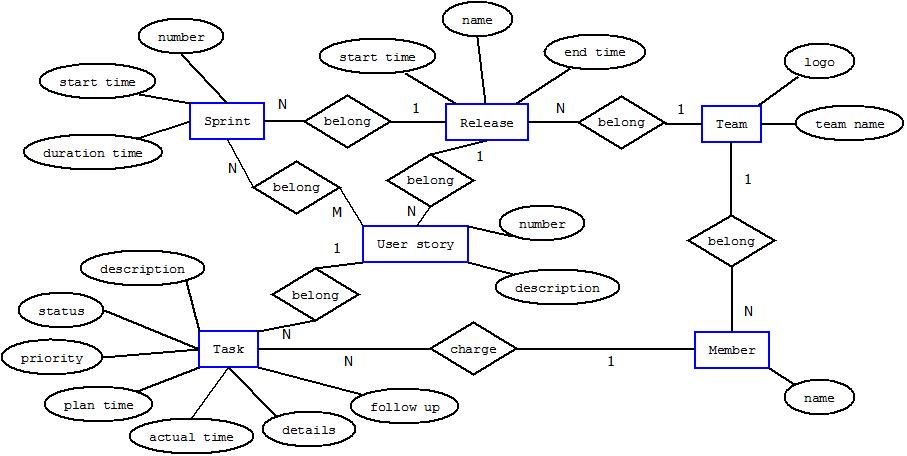 name
number
end time
start time
logo
start time
N
1
N
1
Sprint
belong
Release
belong
Team
team name
duration time
1
N
belong
belong
1
M
N
number
belong
1
User story
description
description
belong
status
N
N
Task
charge
Member
priority
N
1
name
plan time
follow up
actual time
details